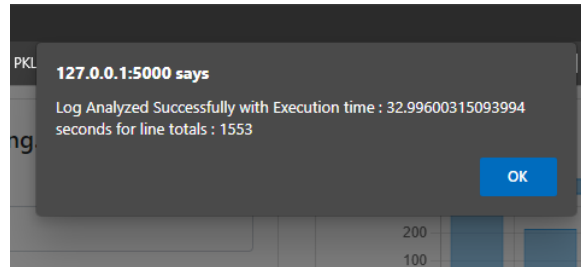 PKL
127.0.0.1:5000 says
Log Analyzed Successfully with Execution time : 32.99600315093994
seconds for line totals : 1553
ng.
OK
200
100